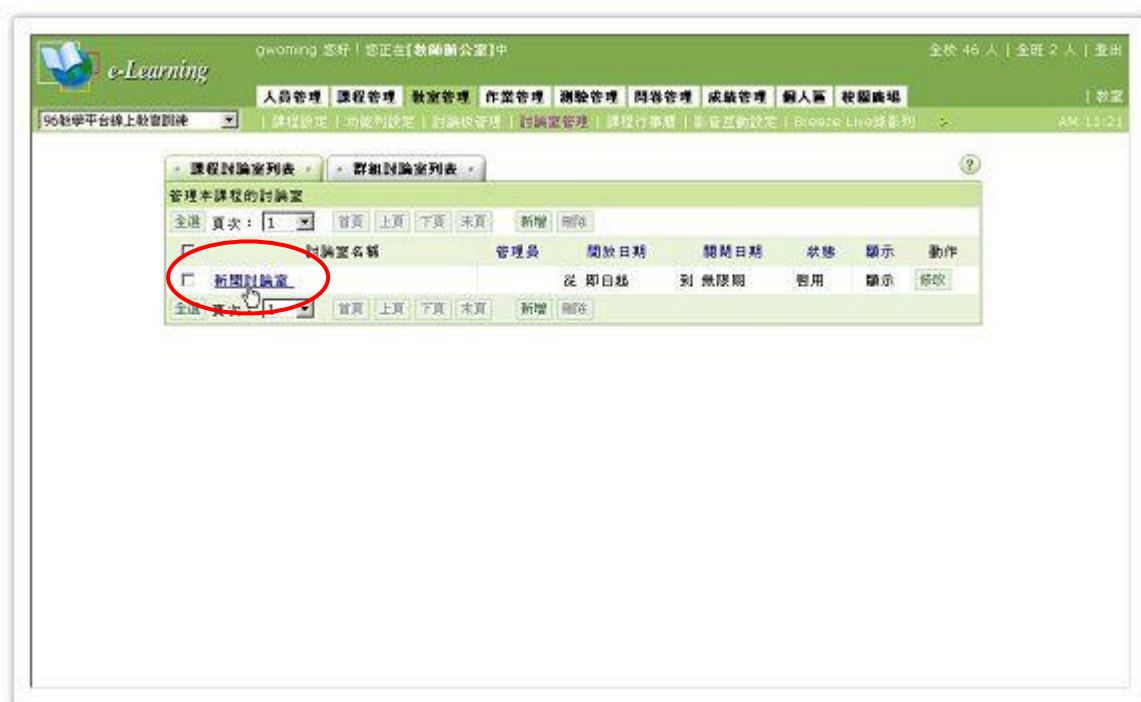 e-Learning
gwoming 您好！您正在【教師辦公室】中
全校 46 人 | 全班 2 人 | 登出
人員管理 課程管理 教室管理 作業管理 測驗管理 問卷管理 成績管理 個人區 校園廣場
| 教室
96教學平台線上教育訓練
| 課程設定 | 功能列設定 | 討論板管理 | 討論室管理 | 課程行事曆 | 影音互動設定 | Breeze Live錄影列
AM 11:21
課程討論室列表 群組討論室列表 ?
管理本課程的討論室
全選 頁次： 1 首頁 上頁 下頁 末頁 新增 刪除
討論室名稱 管理員 開放日期 關閉日期 狀態 顯示 動作
新聞討論室 從 即日起 到 無限期 啟用 顯示 修改
全選 頁次： 1 首頁 上頁 下頁 末頁 新增 刪除